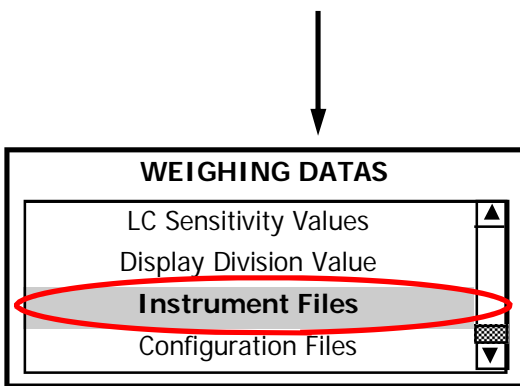 WEIGHING DATAS
LC Sensitivity Values
Display Division Value
Instrument Files
Configuration Files